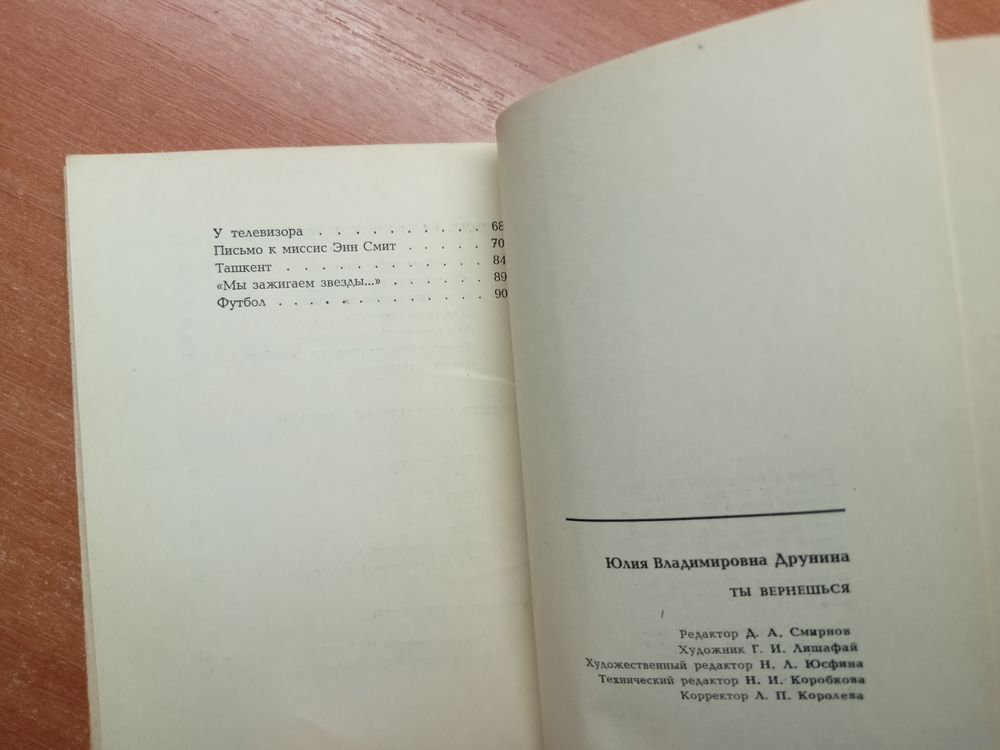 У телевизора . . . . . . . . . . 68
Письмо к миссис Энн Смит . . . . . 70
Ташкент . . . . . . . . . . . . 84
«Мы зажигаем звезды...» . . . . . . 89
Футбол . . . . . . . . . . . . . 90
Юлия Владимировна Друнина
ТЫ ВЕРНЕШЬСЯ
Редактор Д. А. Смирнов
Художник Г. И. Лишафай
Художественный редактор Н. Л. Юсфина
Технический редактор Н. И. Коробкова
Корректор Л. П. Королева